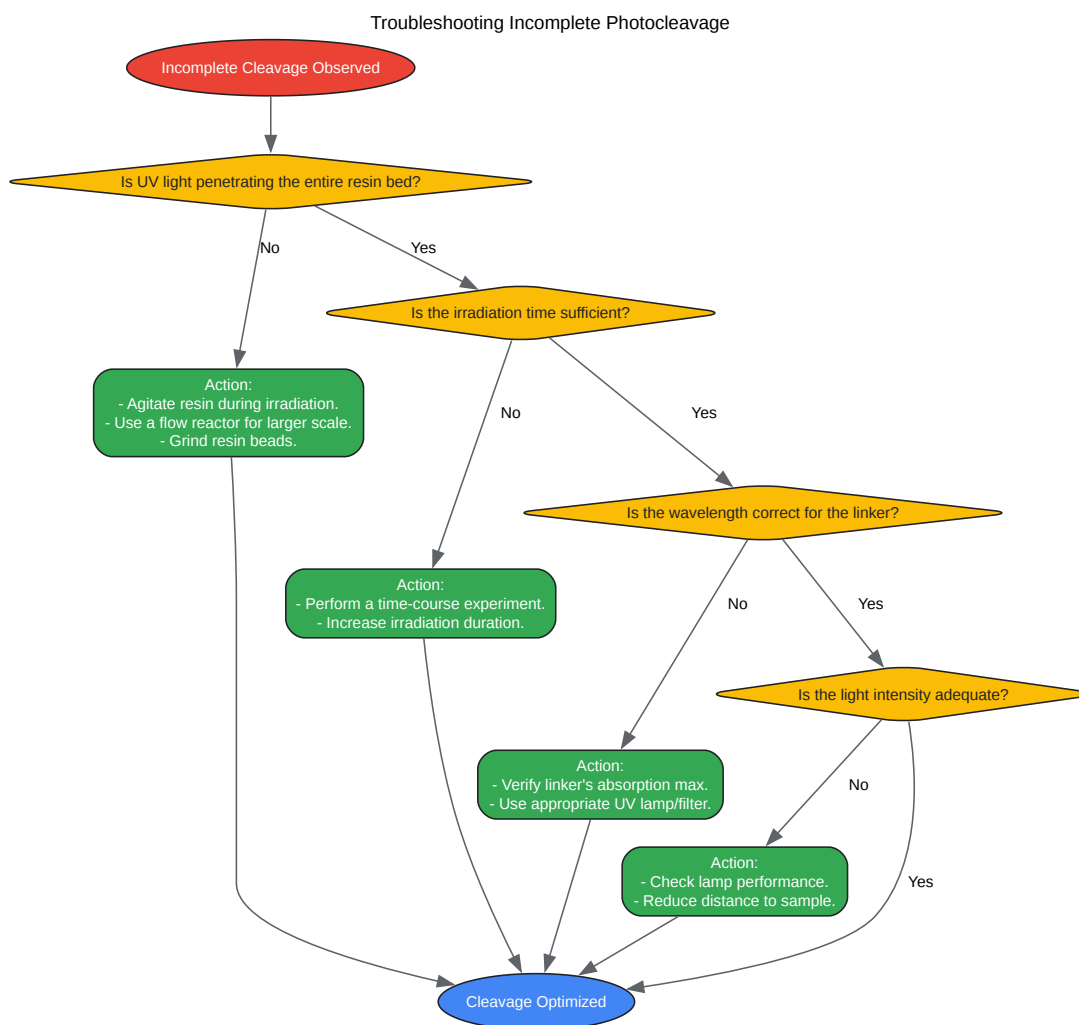 Troubleshooting Incomplete Photocleavage
Incomplete Cleavage Observed
Is UV light penetrating the entire resin bed?
No
Yes
Is the irradiation time sufficient?
Action:
- Agitate resin during irradiation.
- Use a flow reactor for larger scale.
- Grind resin beads.
No
Yes
Is the wavelength correct for the linker?
Action:
- Perform a time-course experiment.
- Increase irradiation duration.
No
Yes
Is the light intensity adequate?
Action:
- Verify linker's absorption max.
- Use appropriate UV lamp/filter.
No
Yes
Action:
- Check lamp performance.
- Reduce distance to sample.
Cleavage Optimized